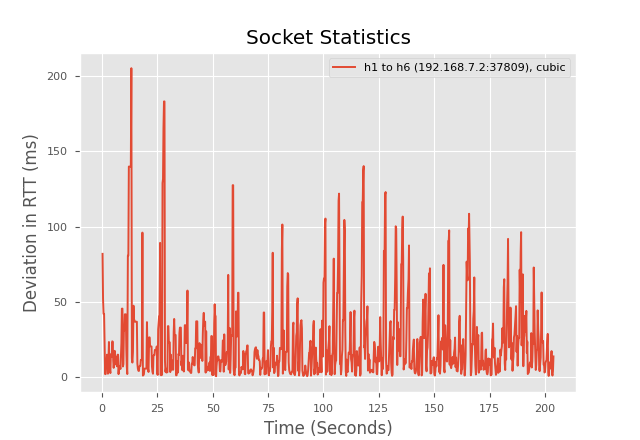 Socket Statistics
h1 to h6 (192.168.7.2:37809), cubic
Deviation in RTT (ms)
200
150
100
50
0
0 25 50 75 100 125 150 175 200
Time (Seconds)